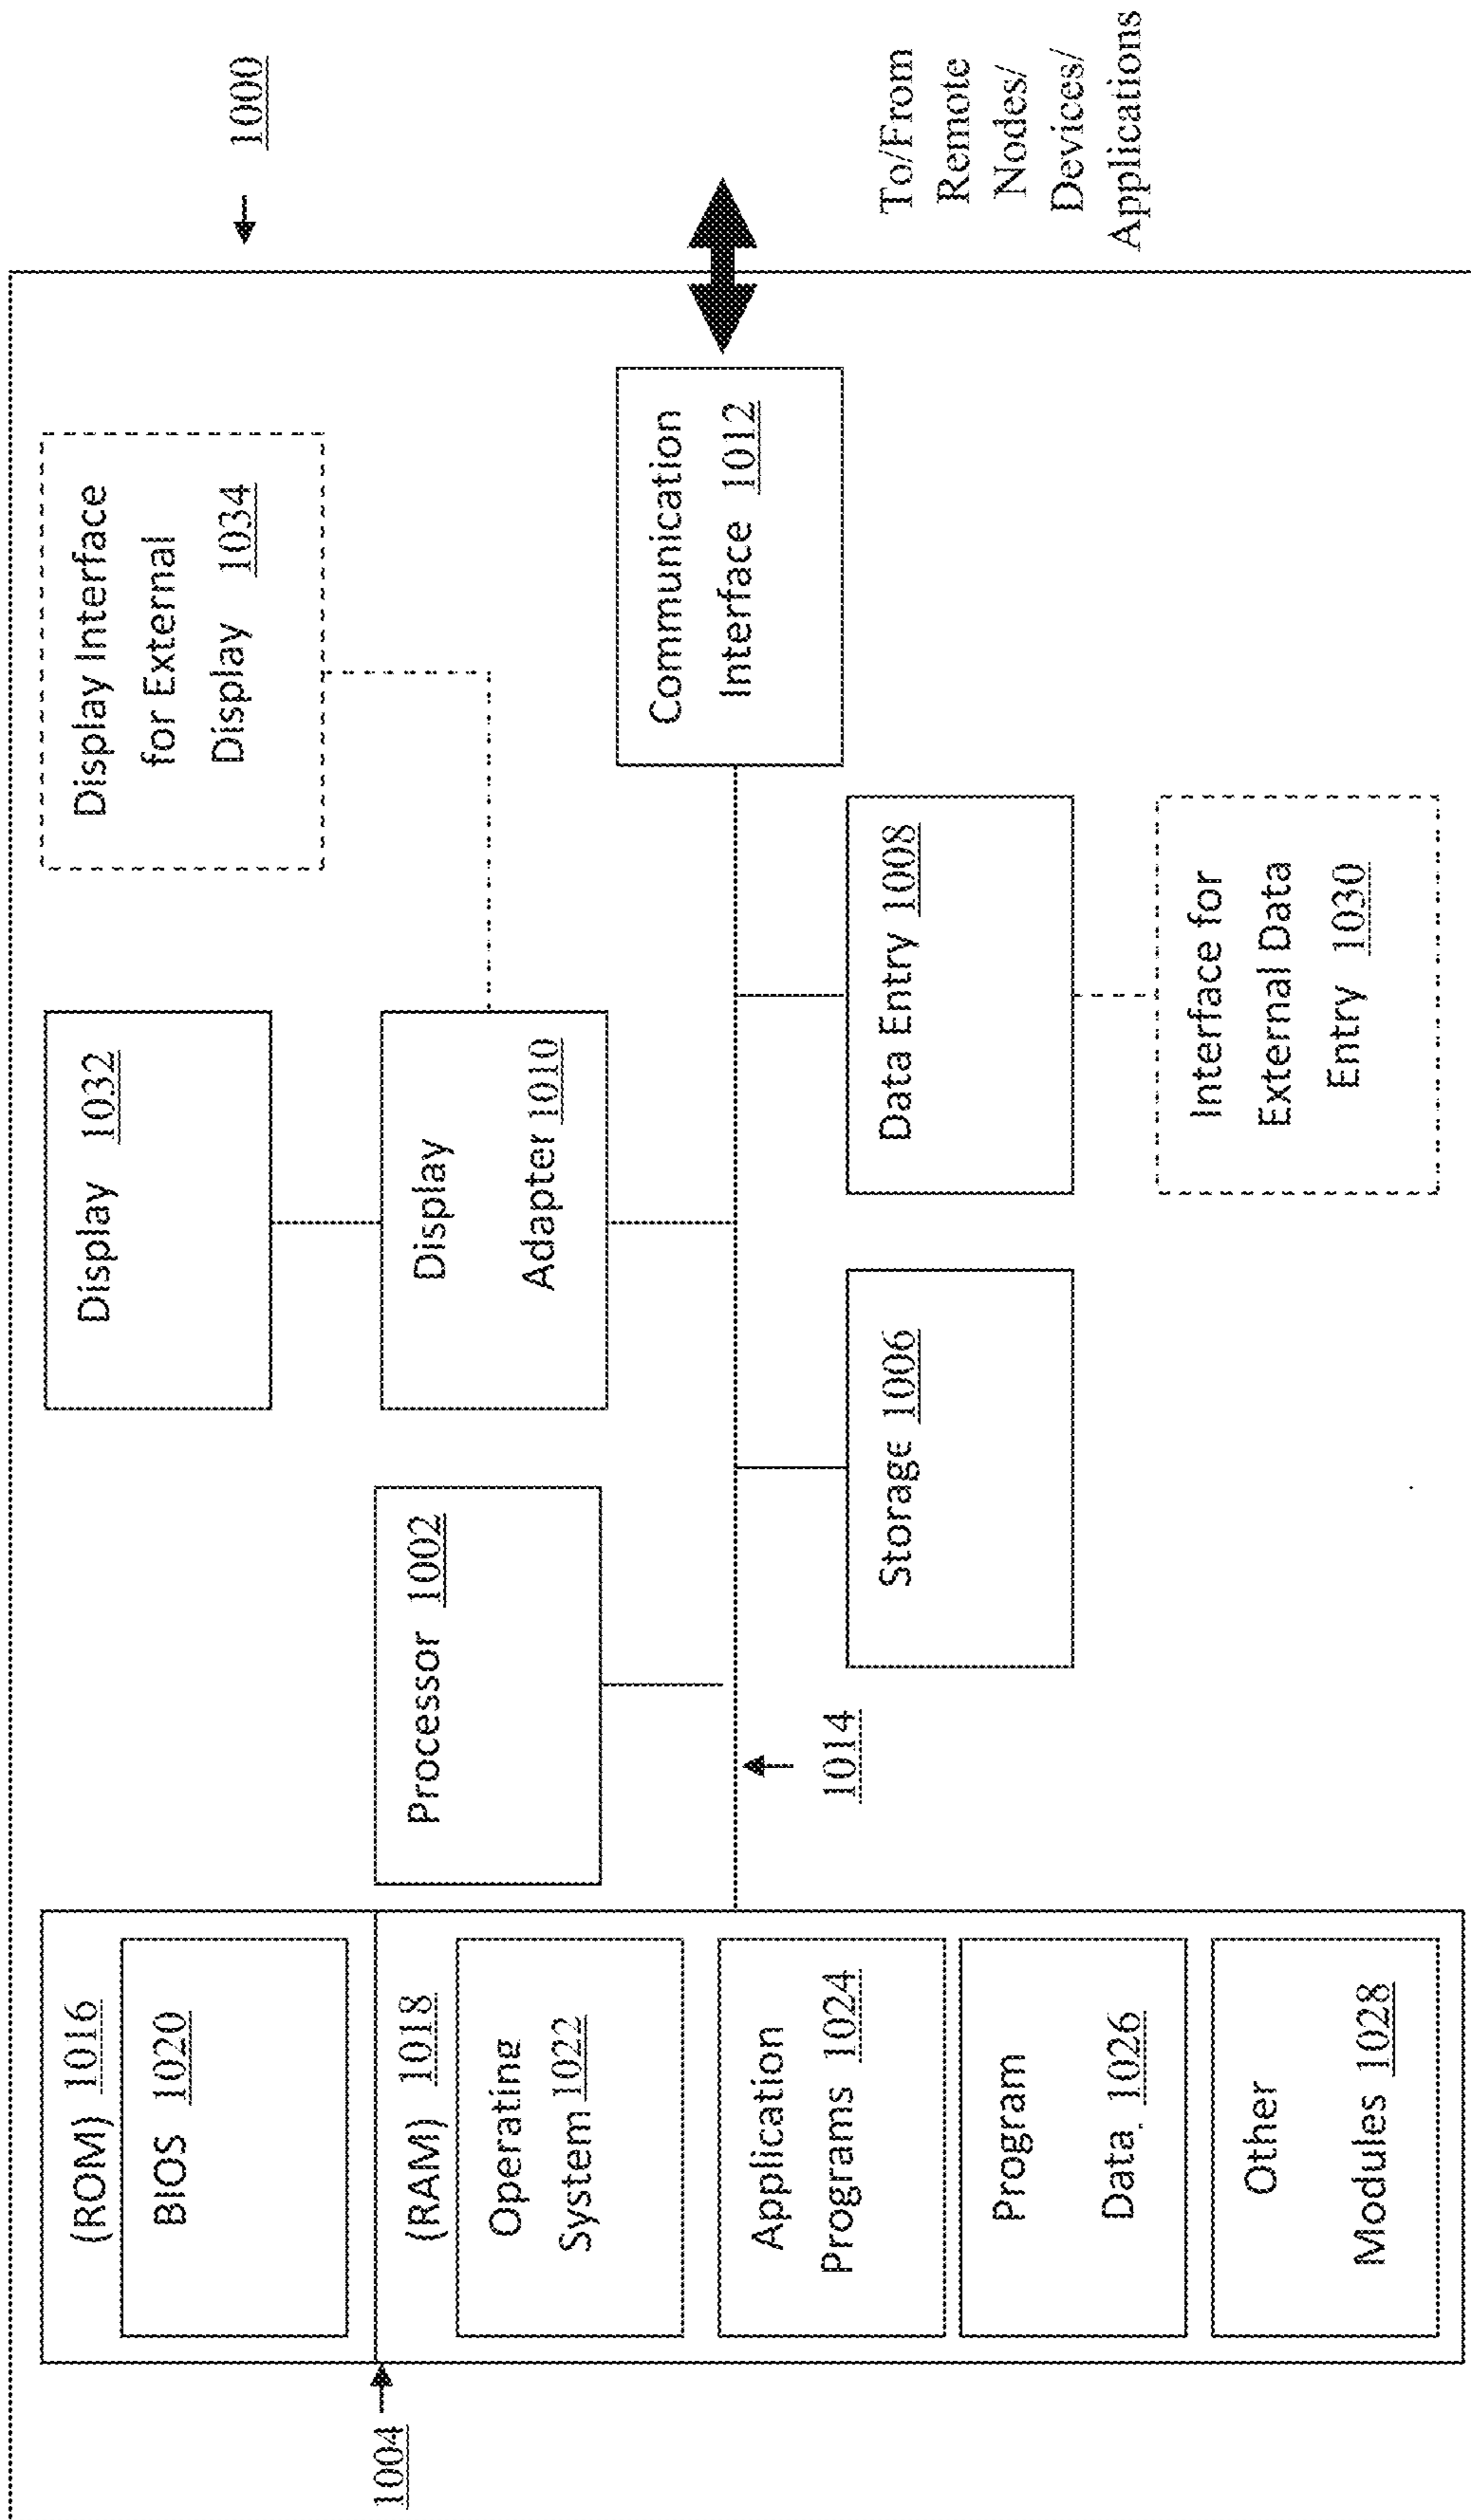 1000
1004
(ROM) 1016
BIOS 1020
(RAM) 1018
Operating
System 1022
Application
Programs 1024
Program
Data 1026
Other
Modules 1028
Processor 1002
1014
Storage 1006
Display 1032
Display
Adapter 1010
Data Entry 1008
Interface for
External Data
Entry 1030
Display Interface
for External
Display 1034
Communication
Interface 1012
To/From
Remote
Nodes/
Devices/
Applications